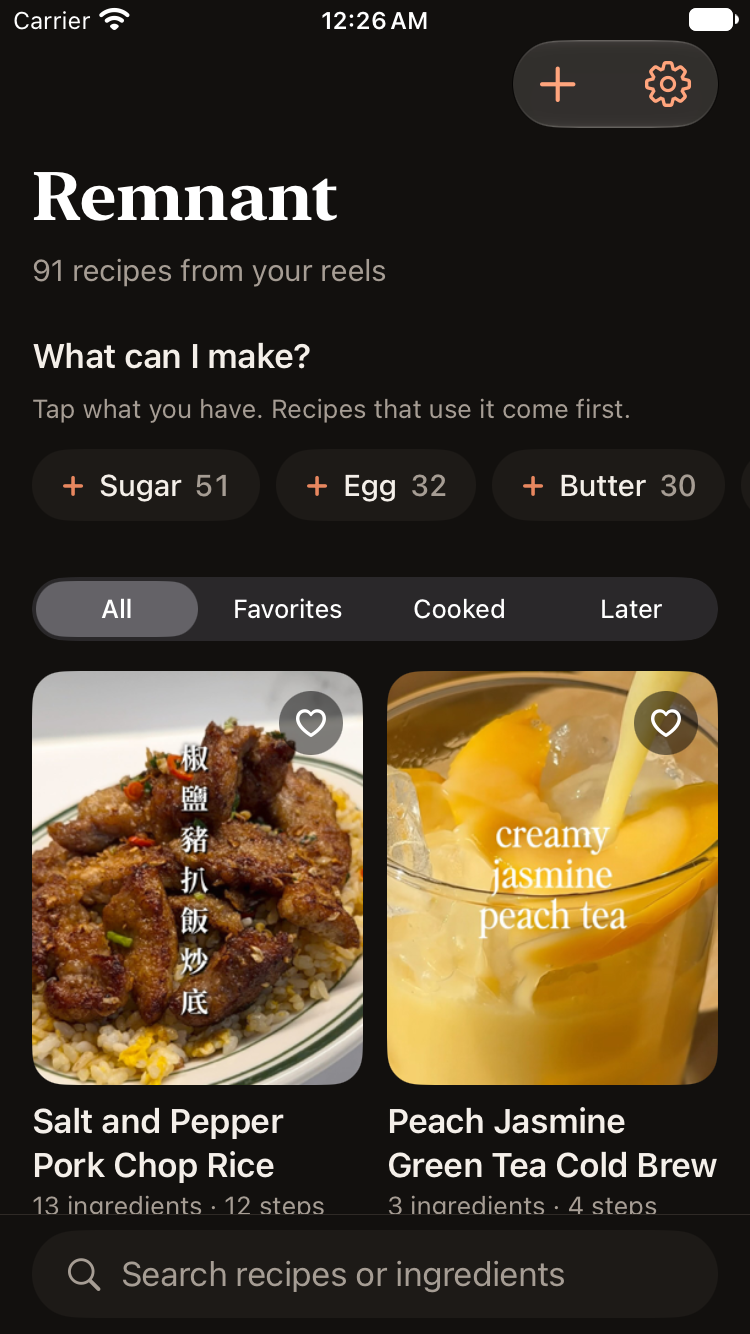 Carrier
12:26 AM
Remnant
91 recipes from your reels
What can I make?
Tap what you have. Recipes that use it come first.
+ Sugar 51
+ Egg 32
+ Butter 30
All
Favorites
Cooked
Later
椒鹽豬扒飯炒底
creamy
jasmine
peach tea
Salt and Pepper
Pork Chop Rice
13 ingredients · 12 steps
Peach Jasmine
Green Tea Cold Brew
3 ingredients · 4 steps
Search recipes or ingredients